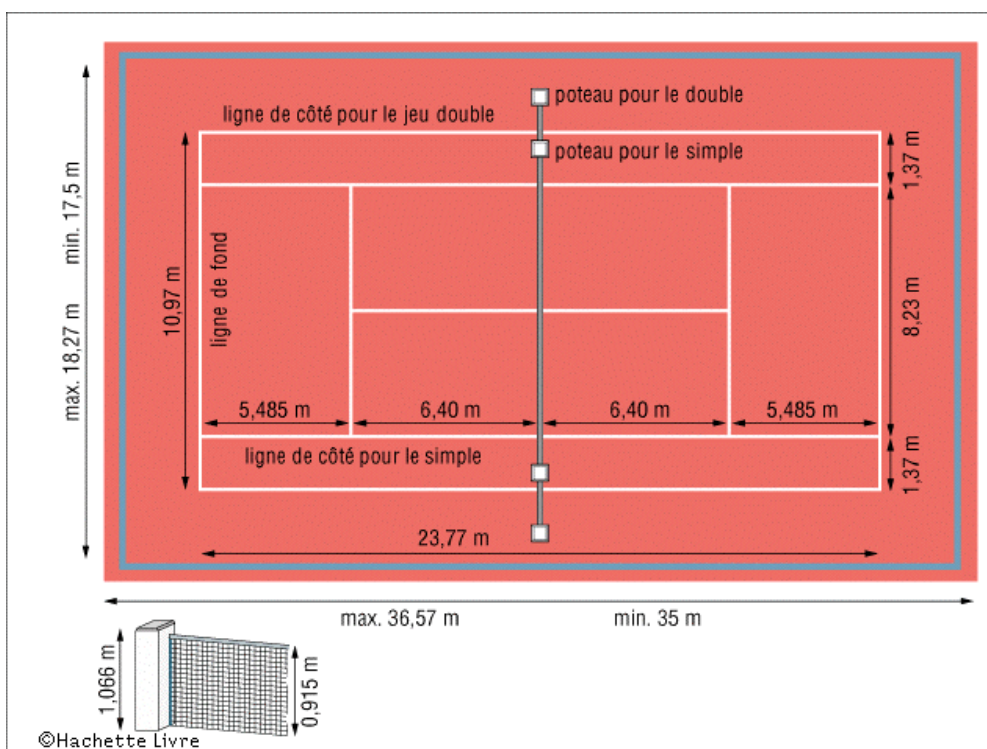 poteau pour le double
ligne de côté pour le jeu double
poteau pour le simple
1,37 m
max. 18,27 m min. 17,5 m
10,97 m
ligne de fond
8,23 m
5,485 m
6,40 m
6,40 m
5,485 m
ligne de côté pour le simple
1,37 m
23,77 m
max. 36,57 m
min. 35 m
1,066 m
0,915 m
©Hachette Livre